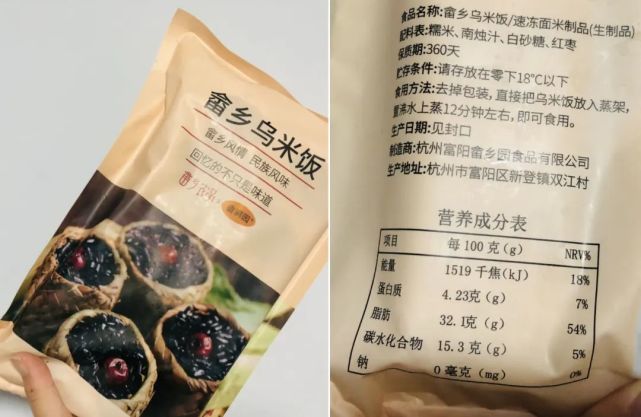 畲乡乌米饭
畲乡风情 民族风味
回忆的不只是味道
畲乡
畲乡园
食品名称:畲乡乌米饭/速冻面米制品(生制品)
配料表:糯米、南烛汁、白砂糖、红枣
保质期:360天
贮存条件:请存放在零下18℃以下
食用方法:去掉包装,直接把乌米饭放入蒸架,
置沸水上蒸12分钟左右,即可食用。
生产日期:见封口
制造商:杭州富阳畲乡园食品有限公司
生产地址:杭州市富阳区新登镇双江村
营养成分表
项目 每100克(g) NRV%
能量 1519千焦(kJ) 18%
蛋白质 4.23克(g) 7%
脂肪 32.1克(g) 54%
碳水化合物 15.3克(g) 5%
钠 0毫克(mg) 0%